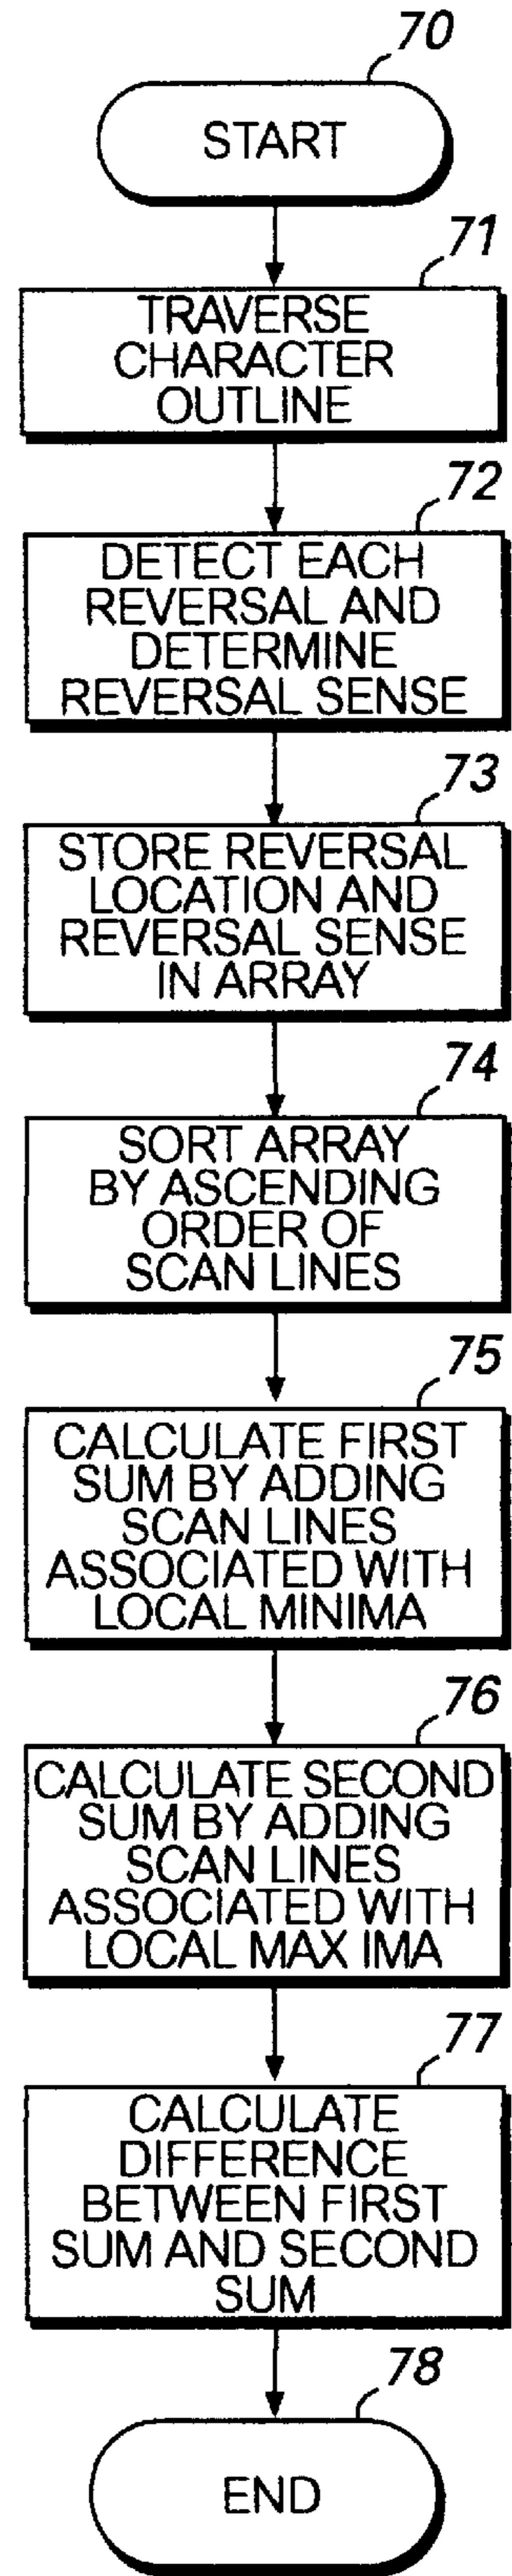 70
START
71
TRAVERSE
CHARACTER
OUTLINE
72
DETECT EACH
REVERSAL AND
DETERMINE
REVERSAL SENSE
73
STORE REVERSAL
LOCATION AND
REVERSAL SENSE
IN ARRAY
74
SORT ARRAY
BY ASCENDING
ORDER OF
SCAN LINES
75
CALCULATE FIRST
SUM BY ADDING
SCAN LINES
ASSOCIATED WITH
LOCAL MINIMA
76
CALCULATE SECOND
SUM BY ADDING
SCAN LINES
ASSOCIATED WITH
LOCAL MAX IMA
77
CALCULATE
DIFFERENCE
BETWEEN FIRST
SUM AND SECOND
SUM
78
END